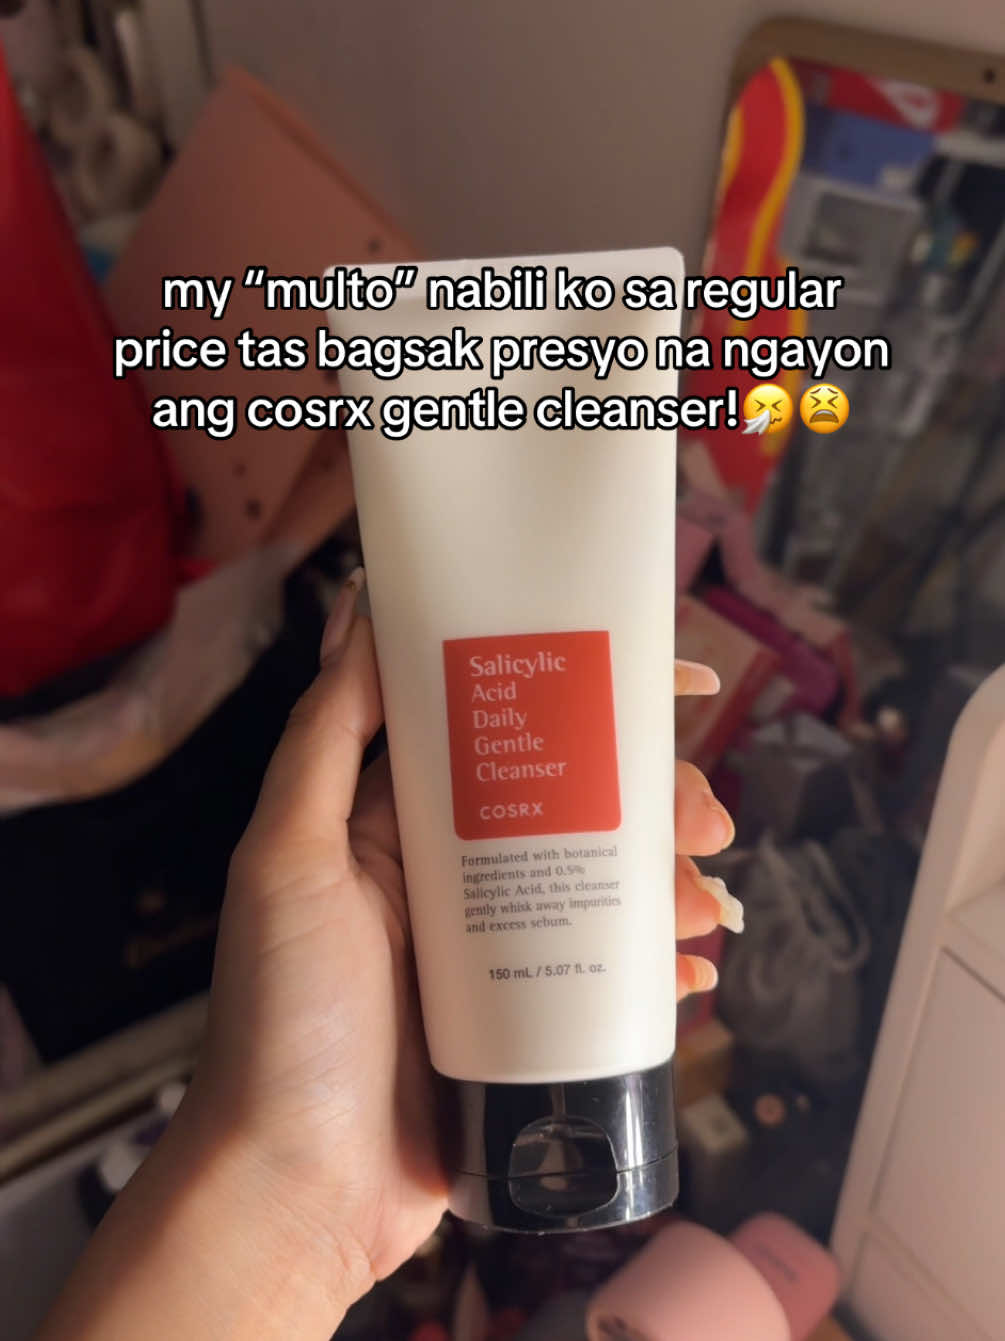 my “multo” nabili ko sa regular
price tas bagsak presyo na ngayon
ang cosrx gentle cleanser!🤧😫
Salicylic
Acid
Daily
Gentle
Cleanser
COSRX
Formulated with botanical
ingredients and 0.5%
Salicylic Acid, this cleanser
gently whisk away impurities
and excess sebum.
150 mL / 5.07 fl. oz.